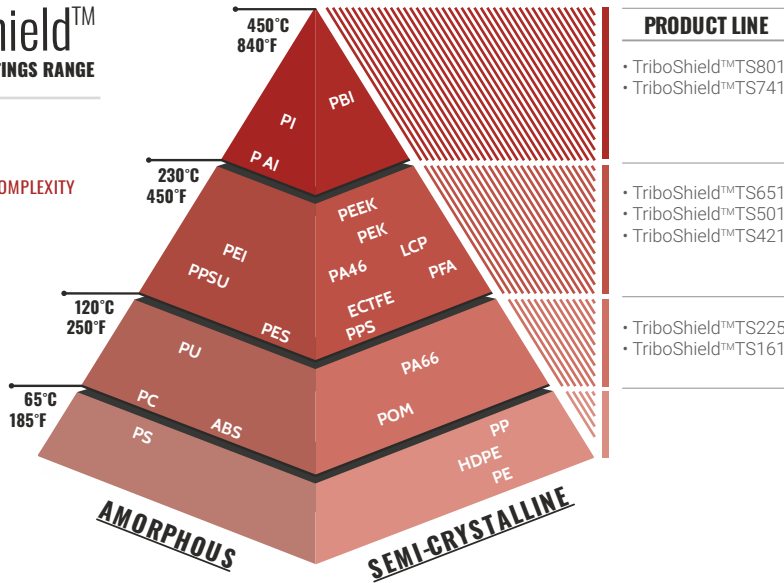 hield™
TINGS RANGE
OMPLEXITY
450°C
840°F
230°C
450°F
120°C
250°F
65°C
185°F
PI
PBI
P AI
PEEK
PEK
LCP
PEI
PA46
PFA
PPSU
ECTFE
PES
PPS
PU
PA66
PC
POM
ABS
PS
PP
HDPE
PE
AMORPHOUS
SEMI-CRYSTALLINE
PRODUCT LINE
• TriboShield™TS801
• TriboShield™TS741
• TriboShield™TS651
• TriboShield™TS501
• TriboShield™TS421
• TriboShield™TS225
• TriboShield™TS161